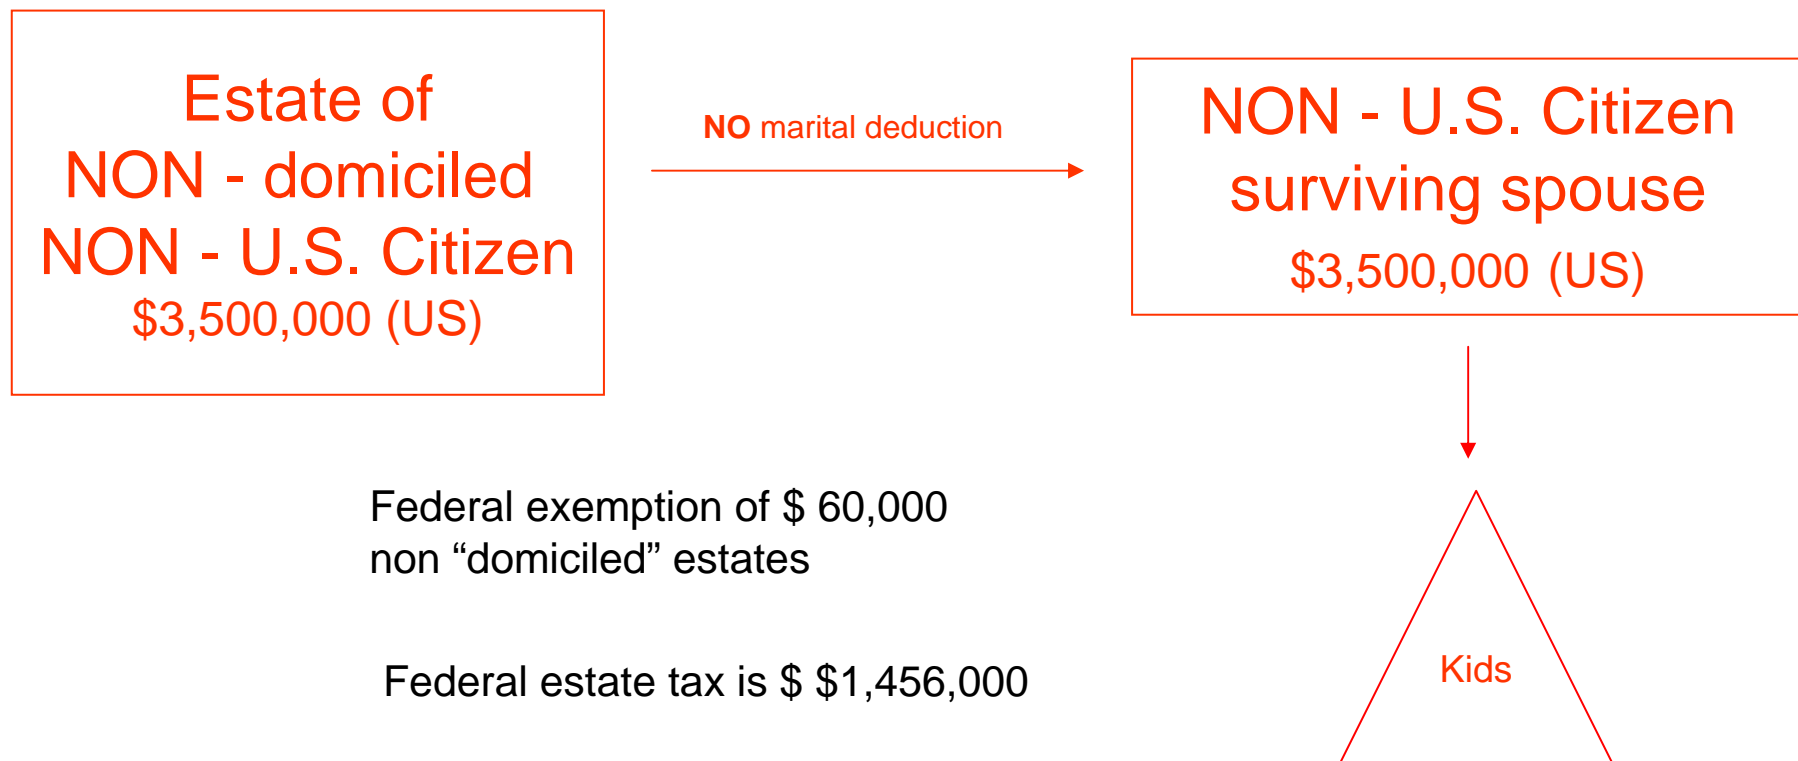 Estate of
NON - domiciled
NON - U.S. Citizen
$3,500,000 (US)
NO marital deduction
NON - U.S. Citizen
surviving spouse
$3,500,000 (US)
Federal exemption of $ 60,000
non “domiciled” estates
Federal estate tax is $ $1,456,000
Kids